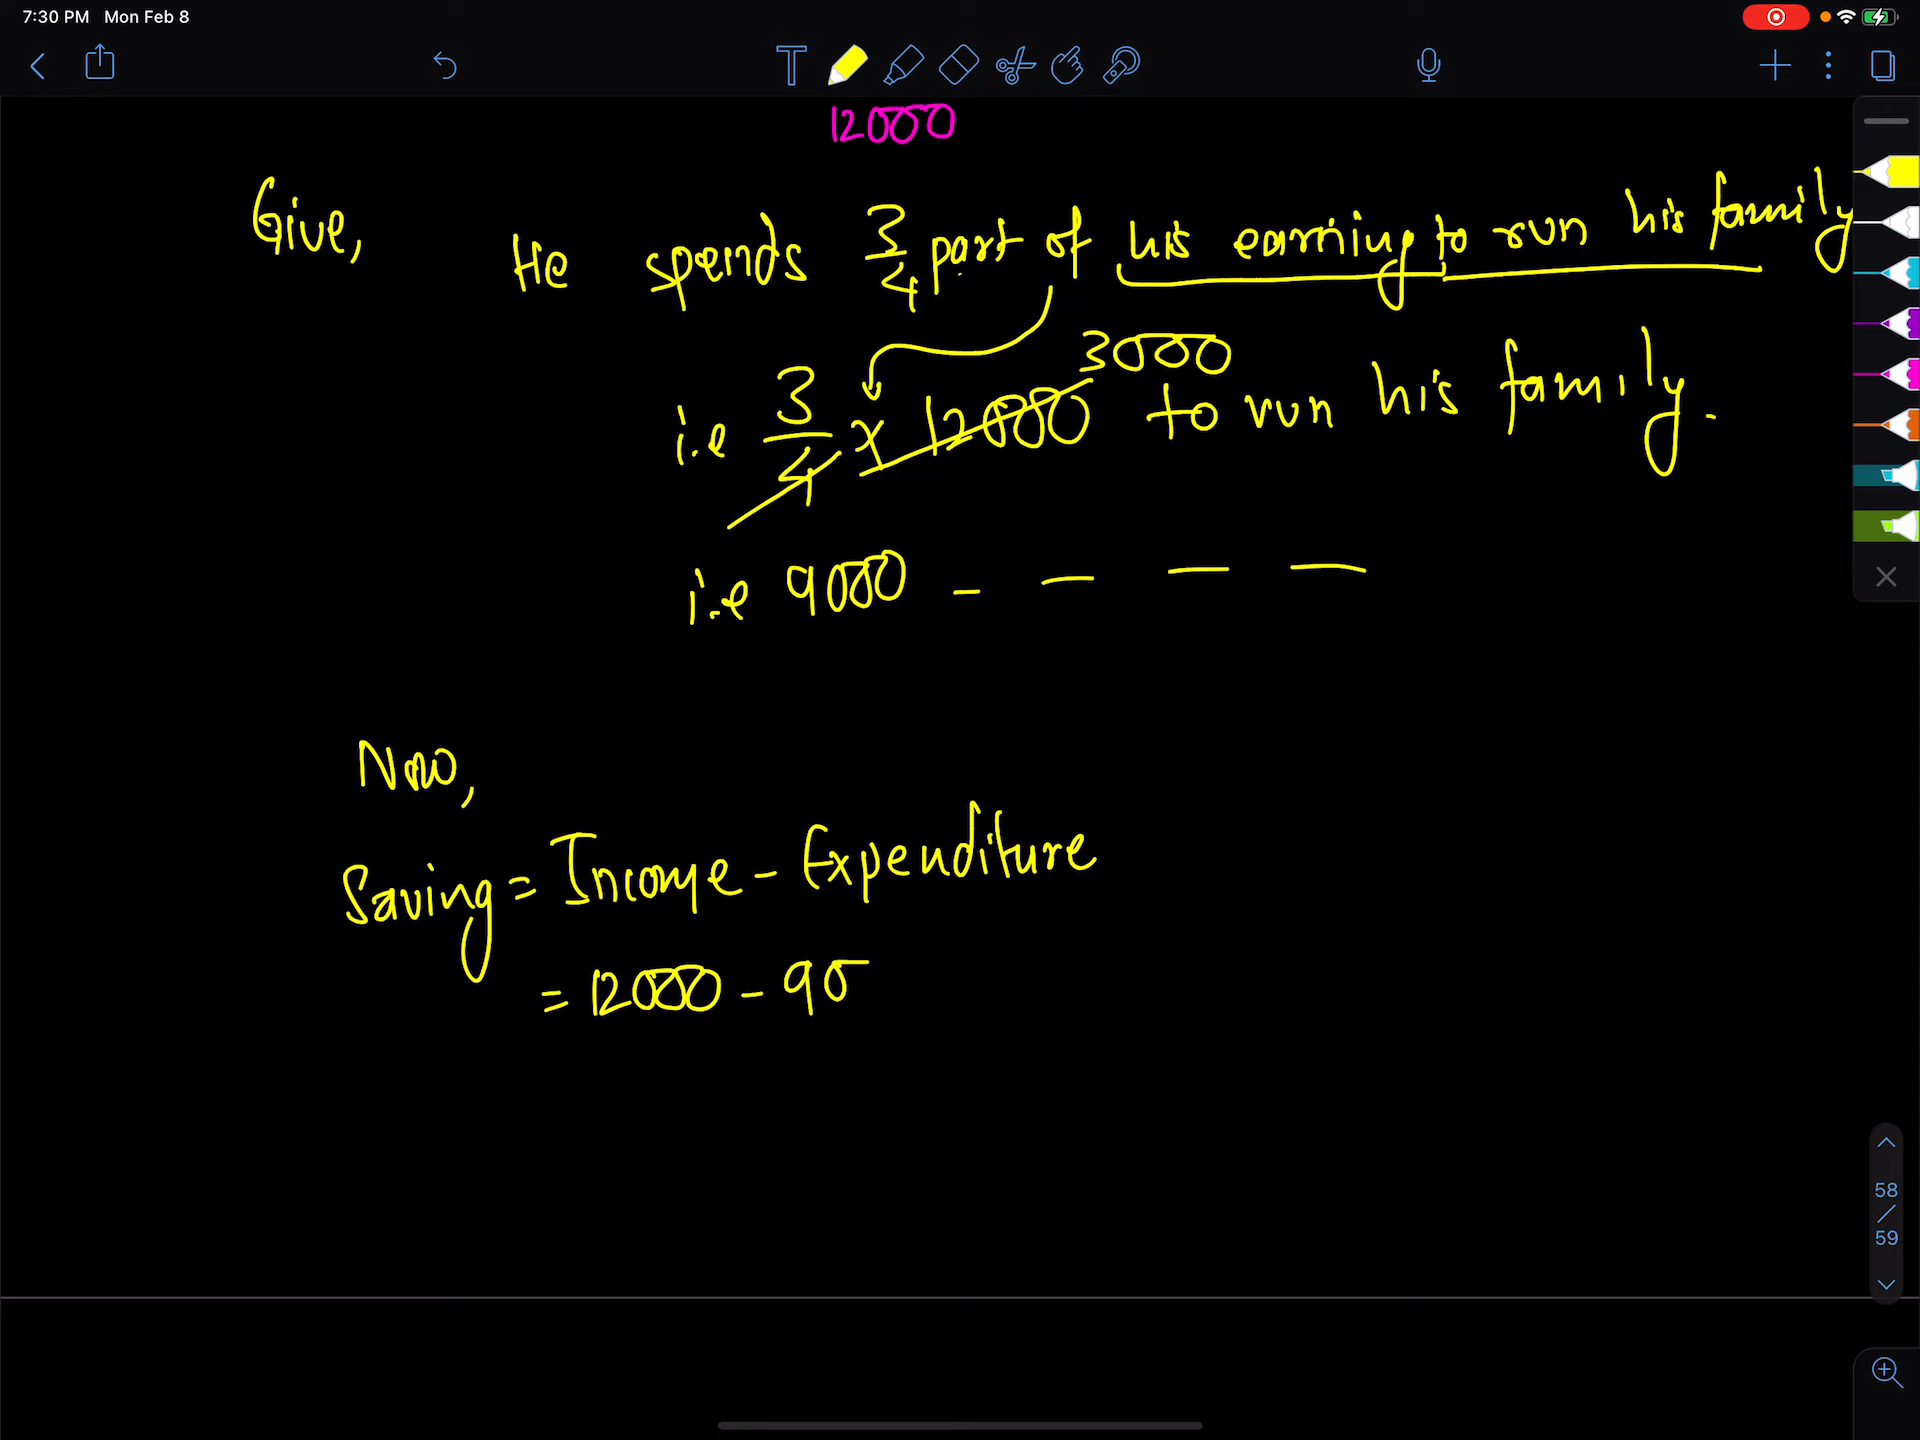 7:30 PM Mon Feb 8
12000
Give, He spends 3/4 part of his earning to run his family
3000
i.e 3/4 x 12000 to run his family.
i.e 9000 - - - -
Now,
Saving = Income - Expenditure
= 12000 - 90
58
/
59